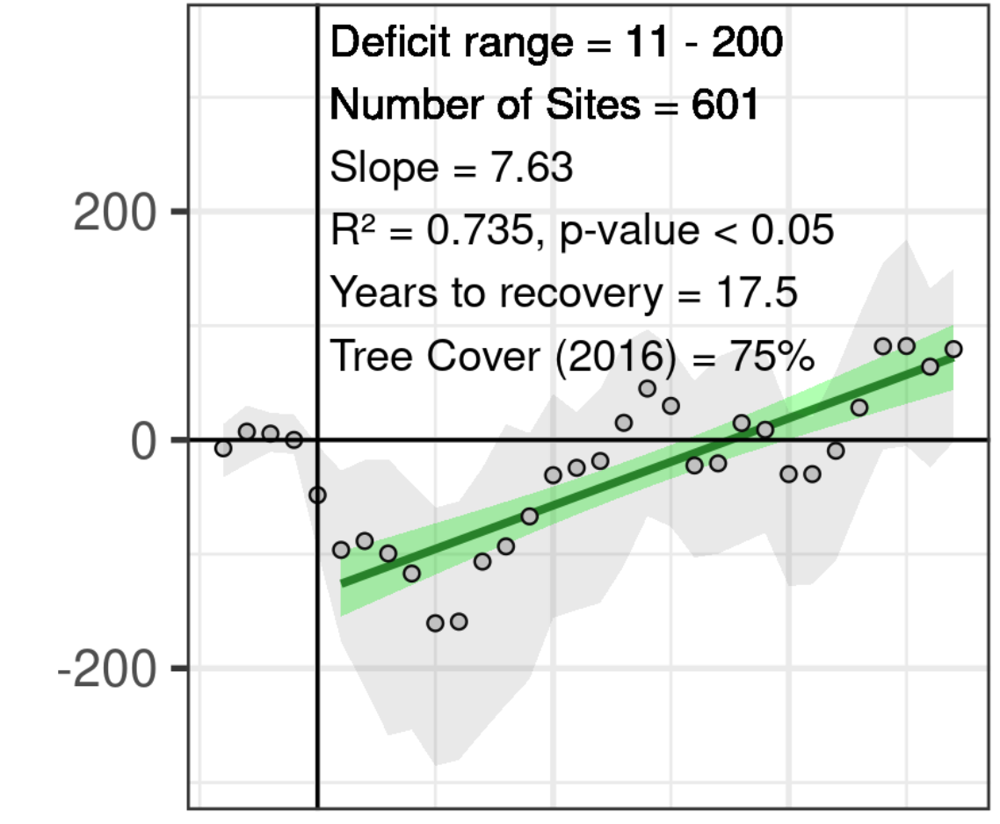 Deficit range = 11 - 200
Number of Sites = 601
Slope = 7.63
200
R² = 0.735, p-value < 0.05
Years to recovery = 17.5
Tree Cover (2016) = 75%
0
-200